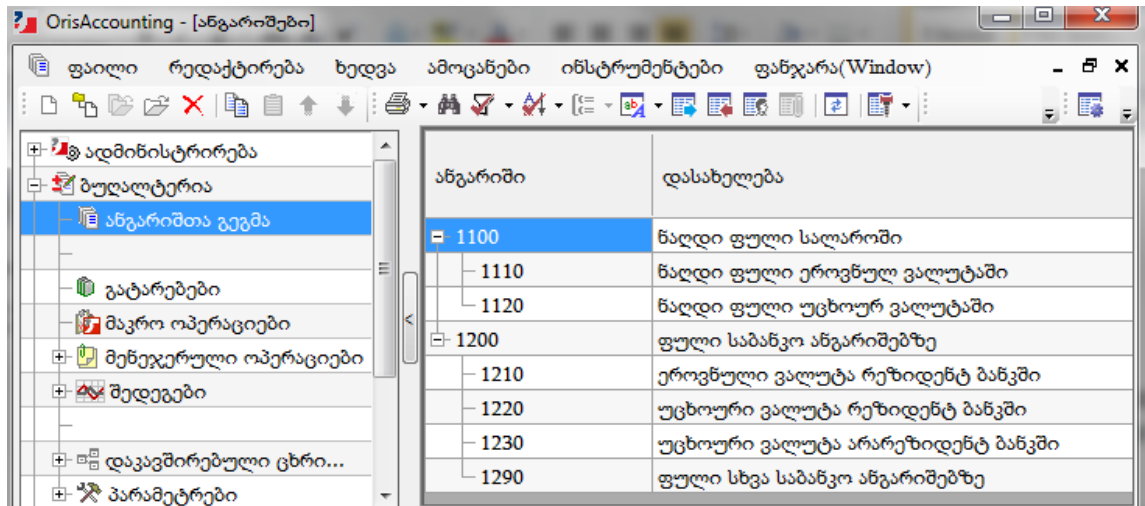 OrisAccounting - [ანგარიშები]
ფაილი რედაქტირება ხედვა ამოცანები ინსტრუმენტები ფანჯარა(Window)
ადმინისტრირება
ბუღალტერია
ანგარიშთა გეგმა
გატარებები
მაკრო ოპერაციები
მენეჯერული ოპერაციები
შედეგები
დაკავშირებული ცხრი...
პარამეტრები
ანგარიში დასახელება
1100 ნაღდი ფული სალაროში
1110 ნაღდი ფული ეროვნულ ვალუტაში
1120 ნაღდი ფული უცხოურ ვალუტაში
1200 ფული საბანკო ანგარიშებზე
1210 ეროვნული ვალუტა რეზიდენტ ბანკში
1220 უცხოური ვალუტა რეზიდენტ ბანკში
1230 უცხოური ვალუტა არარეზიდენტ ბანკში
1290 ფული სხვა საბანკო ანგარიშებზე